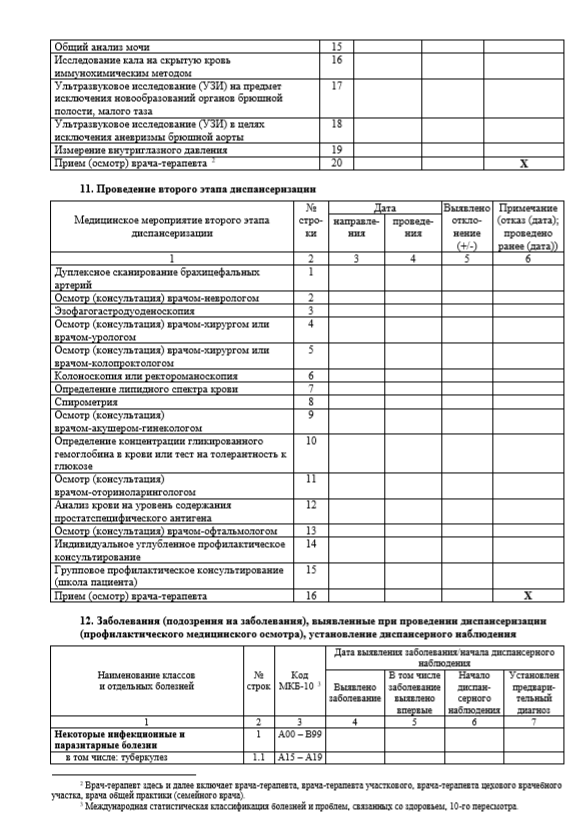 Общий анализ мочи 15
Исследование кала на скрытую кровь 16
иммунохимическим методом
Ультразвуковое исследование (УЗИ) на предмет 17
исключения новообразований органов брюшной
полости, малого таза
Ультразвуковое исследование (УЗИ) в целях 18
исключения аневризмы брюшной аорты
Измерение внутриглазного давления 19
Прием (осмотр) врача-терапевта 2 20 X
11. Проведение второго этапа диспансеризации
Медицинское мероприятие второго этапа
диспансеризации
№
стро-
ки
Дата
направле-
ния
проведе-
ния
Выявлено
откло-
нение
(+/-)
Примечание
(отказ (дата);
проведено
ранее (дата))
1 2 3 4 5 6
Дуплексное сканирование брахицефальных 1
артерий
Осмотр (консультация) врачом-неврологом 2
Эзофагогастродуоденоскопия 3
Осмотр (консультация) врачом-хирургом или 4
врачом-урологом
Осмотр (консультация) врачом-хирургом или 5
врачом-колопроктологом
Колоноскопия или ректороманоскопия 6
Определение липидного спектра крови 7
Спирометрия 8
Осмотр (консультация) 9
врачом-акушером-гинекологом
Определение концентрации гликированного 10
гемоглобина в крови или тест на толерантность к
глюкозе
Осмотр (консультация) 11
врачом-оториноларингологом
Анализ крови на уровень содержания 12
простатспецифического антигена
Осмотр (консультация) врачом-офтальмологом 13
Индивидуальное углубленное профилактическое 14
консультирование
Групповое профилактическое консультирование 15
(школа пациента)
Прием (осмотр) врача-терапевта 16 X
12. Заболевания (подозрения на заболевания), выявленные при проведении диспансеризации
(профилактического медицинского осмотра), установление диспансерного наблюдения
Наименование классов
и отдельных болезней
№
строк
Код
МКБ-10 3
Дата выявления заболевания/начала диспансерного
наблюдения
Выявлено
заболевание
В том числе
заболевание
выявлено
впервые
Начало
диспан-
серного
наблюдения
Установлен
предвари-
тельный
диагноз
1 2 3 4 5 6 7
Некоторые инфекционные и 1 A00 – B99
паразитарные болезни
в том числе: туберкулез 1.1 A15 – A19
2 Врач-терапевт здесь и далее включает врача-терапевта, врача-терапевта участкового, врача-терапевта цехового врачебного
участка, врача общей практики (семейного врача).
3 Международная статистическая классификация болезней и проблем, связанных со здоровьем, 10-го пересмотра.